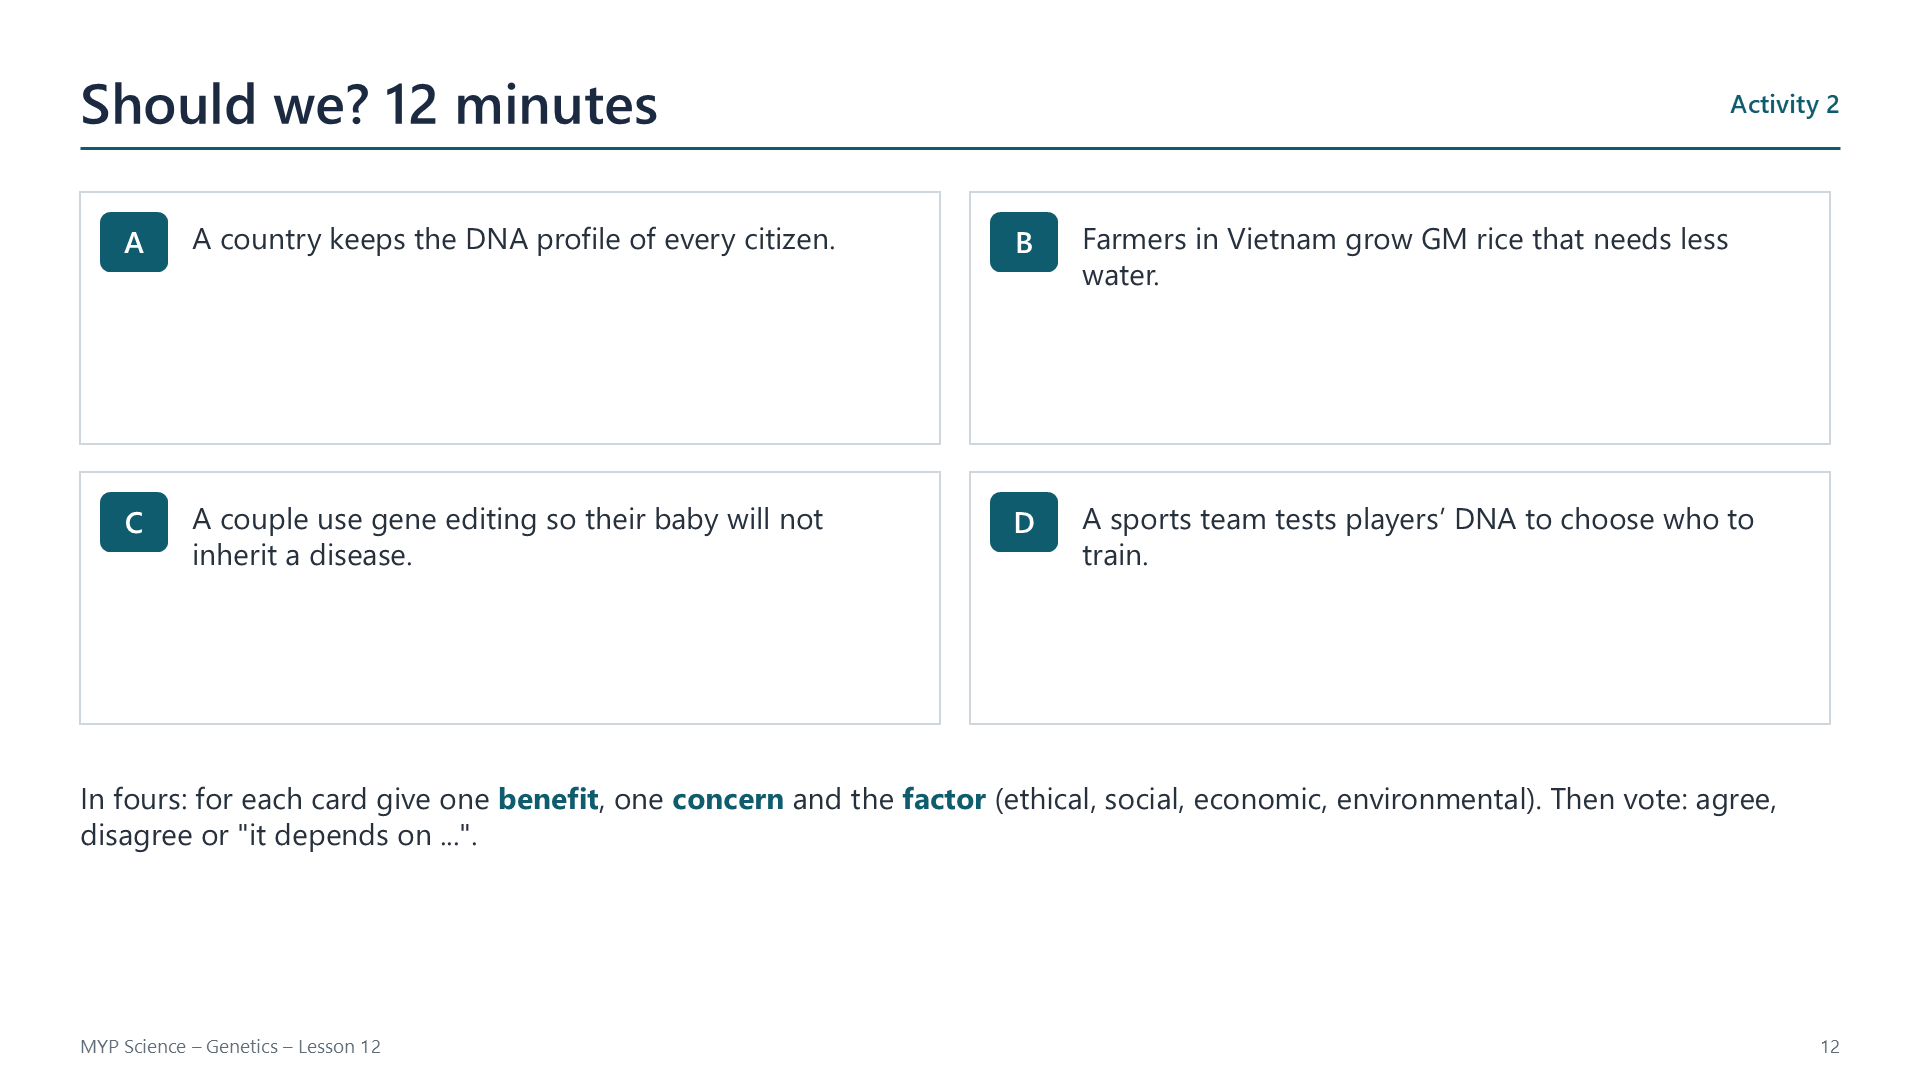 Should we? 12 minutes
Activity 2
A
A country keeps the DNA profile of every citizen.
B
Farmers in Vietnam grow GM rice that needs less
water.
C
A couple use gene editing so their baby will not
inherit a disease.
D
A sports team tests players’ DNA to choose who to
train.
In fours: for each card give one benefit, one concern and the factor (ethical, social, economic, environmental). Then vote: agree,
disagree or "it depends on ...".
MYP Science – Genetics – Lesson 12
12